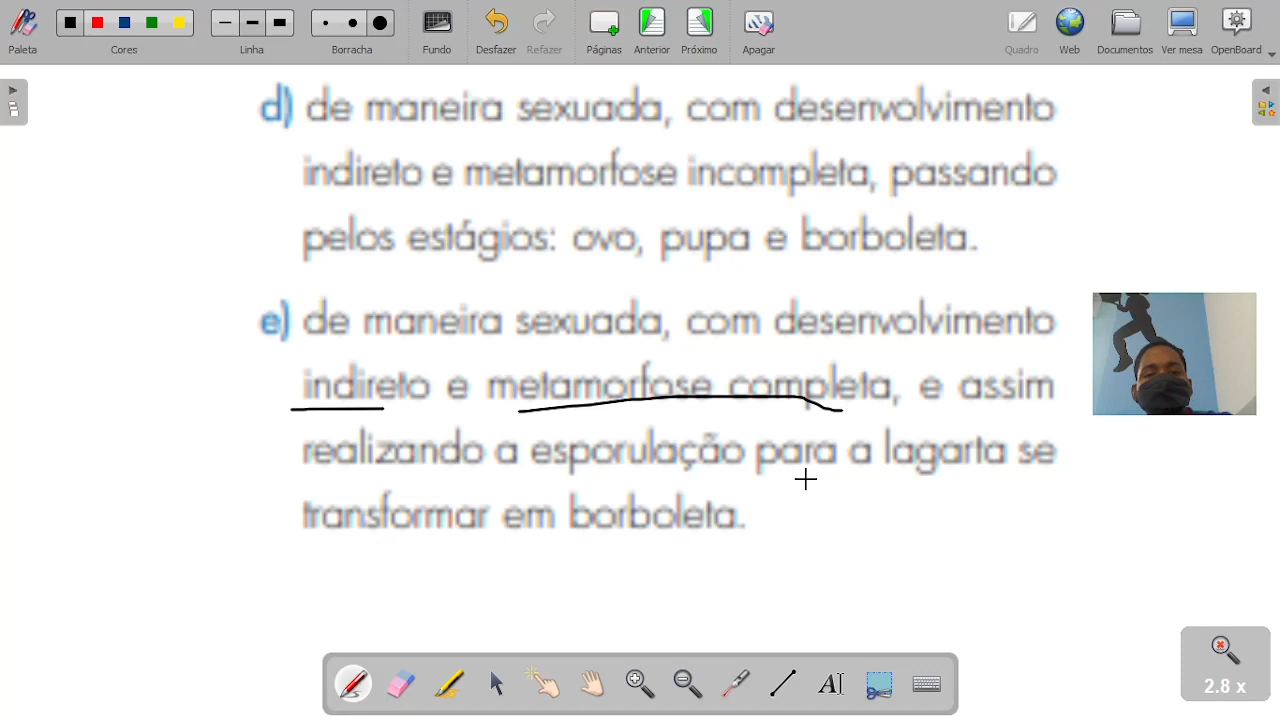 Paleta
Cores
Linha
Borracha
Fundo
Desfazer
Refazer
Páginas
Anterior
Próximo
Apagar
Quadro
Web
Documentos
Ver mesa
OpenBoard
d) de maneira sexuada, com desenvolvimento
indireto e metamorfose incompleta, passando
pelos estágios: ovo, pupa e borboleta.
e) de maneira sexuada, com desenvolvimento
indireto e metamorfose completa, e assim
realizando a esporulação para a lagarta se
transformar em borboleta.
AI
2.8 x